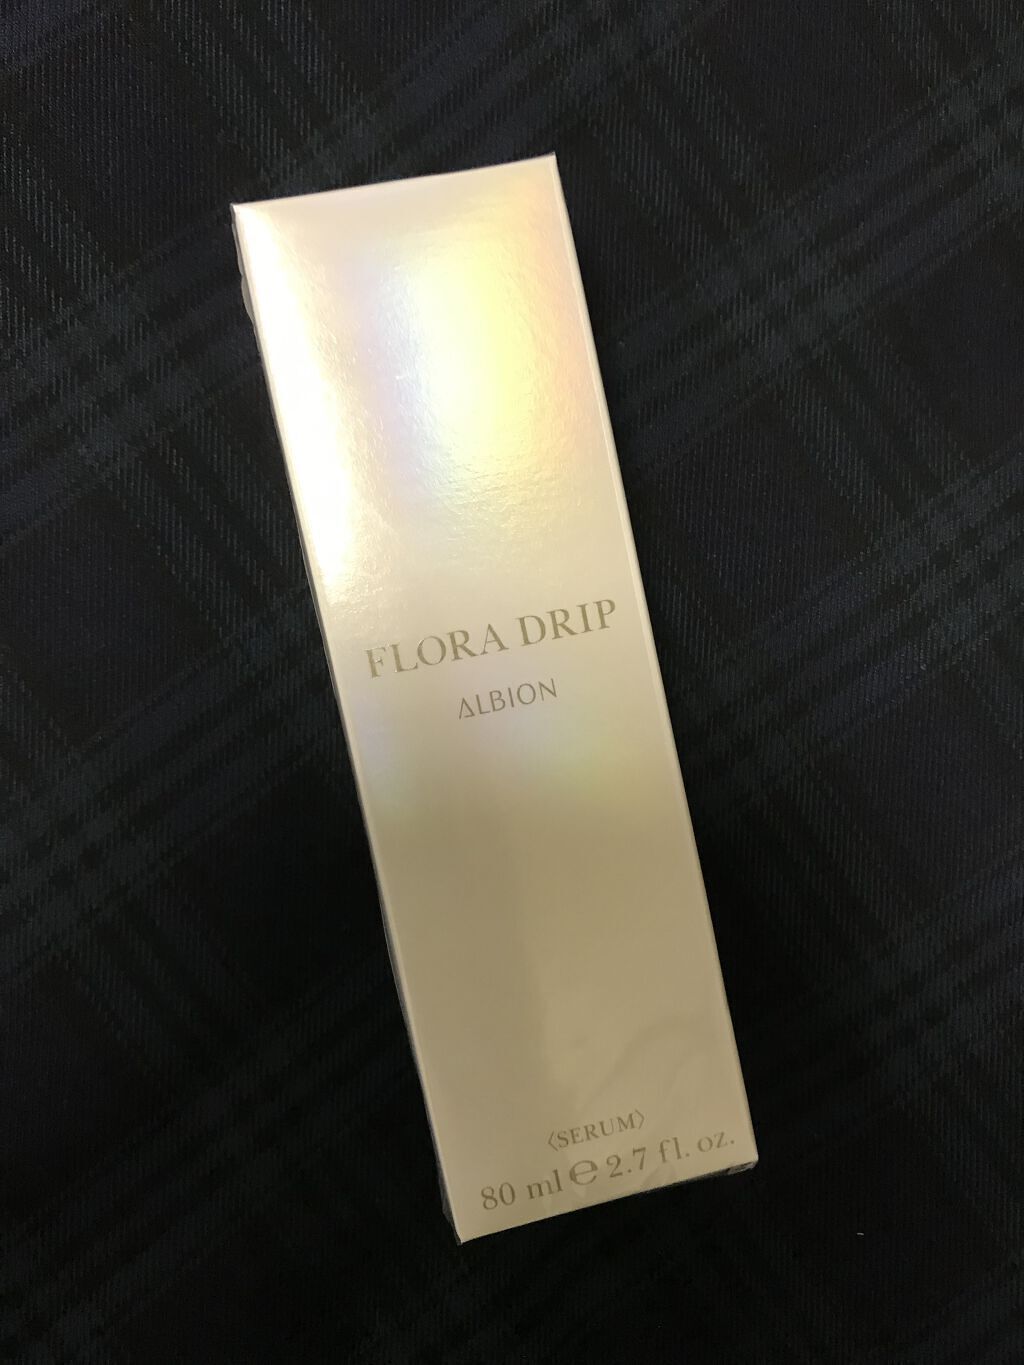 FLORA DRIP
ALBION
〈SERUM〉
80 ml ℮ 2.7 fl. oz.